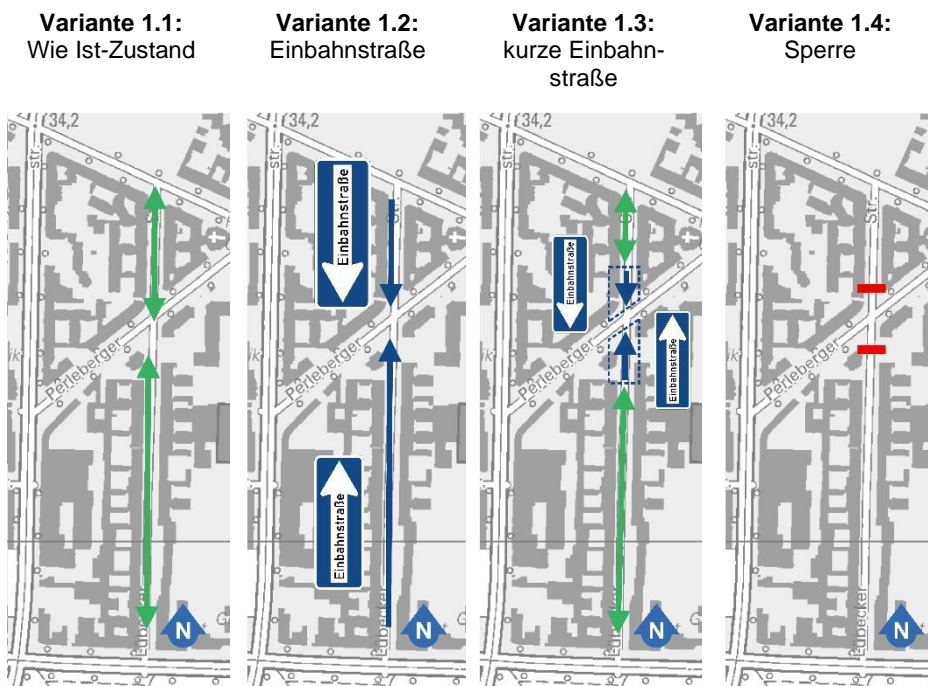 Variante 1.1:
Wie Ist-Zustand
Variante 1.2:
Einbahnstraße
Variante 1.3:
kurze Einbahn-
straße
Variante 1.4:
Sperre
34,2
str.
Perleberger
N
34,2
str.
Str.
Einbahnstraße
Perleberger
Einbahnstraße
N
34,2
str.
Einbahnstraße
Einbahnstraße
Perleberger
N
G
34,2
str.
Str.
Perleberger
Lübecker
N
G